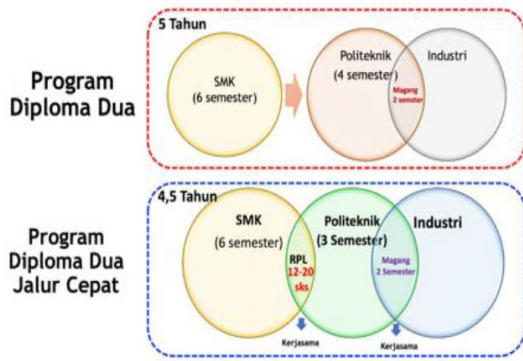 Program
Diploma Dua
5 Tahun
SMK
(6 semester)
Politeknik
(4 semester)
Magang
2 semster
Industri
Program
Diploma Dua
Jalur Cepat
4,5 Tahun
SMK
(6 semester)
RPL
12-20
sks
Politeknik
(3 Semester)
Magang
2 Semester
Industri
Kerjasama
Kerjasama